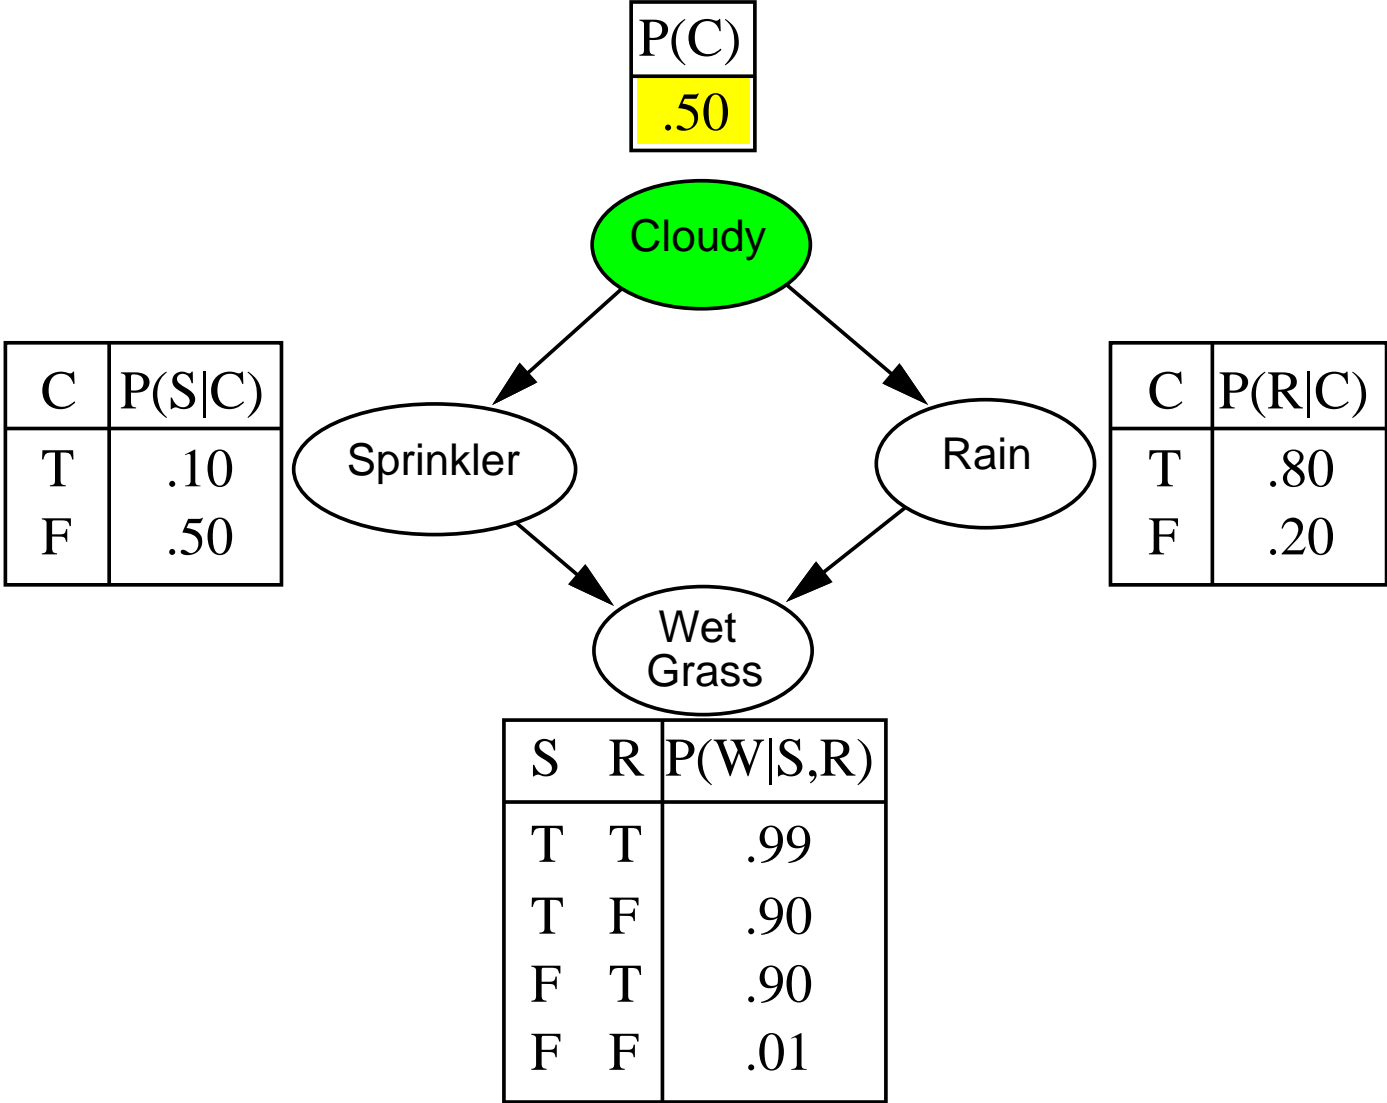 P(C)
.50
Cloudy
C P(S|C)
T .10
F .50
Sprinkler
Rain
C P(R|C)
T .80
F .20
Wet
Grass
S R P(W|S,R)
T T .99
T F .90
F T .90
F F .01